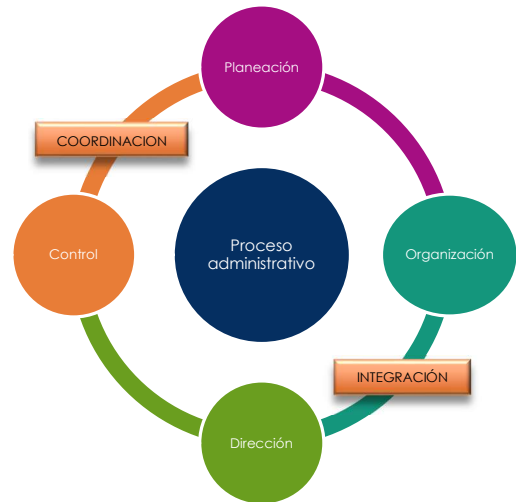 Planeación
COORDINACION
Control
Proceso
administrativo
Organización
INTEGRACIÓN
Dirección